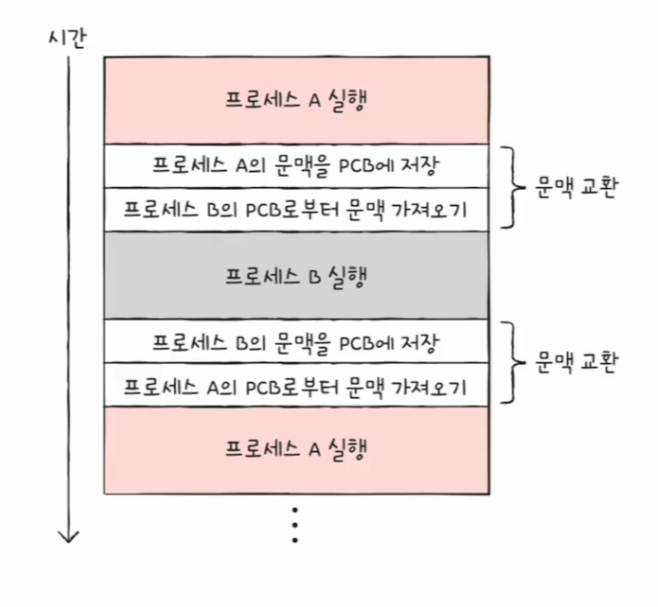 시간
프로세스 A 실행
프로세스 A의 문맥을 PCB에 저장
프로세스 B의 PCB로부터 문맥 가져오기
문맥 교환
프로세스 B 실행
프로세스 B의 문맥을 PCB에 저장
프로세스 A의 PCB로부터 문맥 가져오기
문맥 교환
프로세스 A 실행